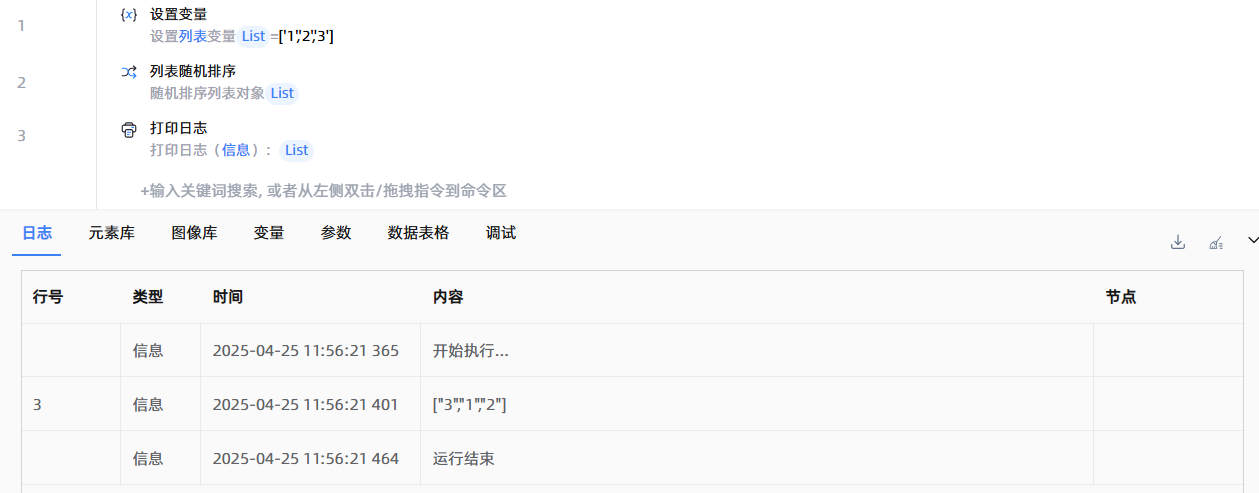 1
{x} 设置变量
设置列表变量 List =['1','2','3']
2
列表随机排序
随机排序列表对象 List
3
打印日志
打印日志（信息）： List
+输入关键词搜索, 或者从左侧双击/拖拽指令到命令区
日志 元素库 图像库 变量 参数 数据表格 调试
行号 类型 时间 内容 节点
信息 2025-04-25 11:56:21 365 开始执行...
3 信息 2025-04-25 11:56:21 401 ["3","1","2"]
信息 2025-04-25 11:56:21 464 运行结束